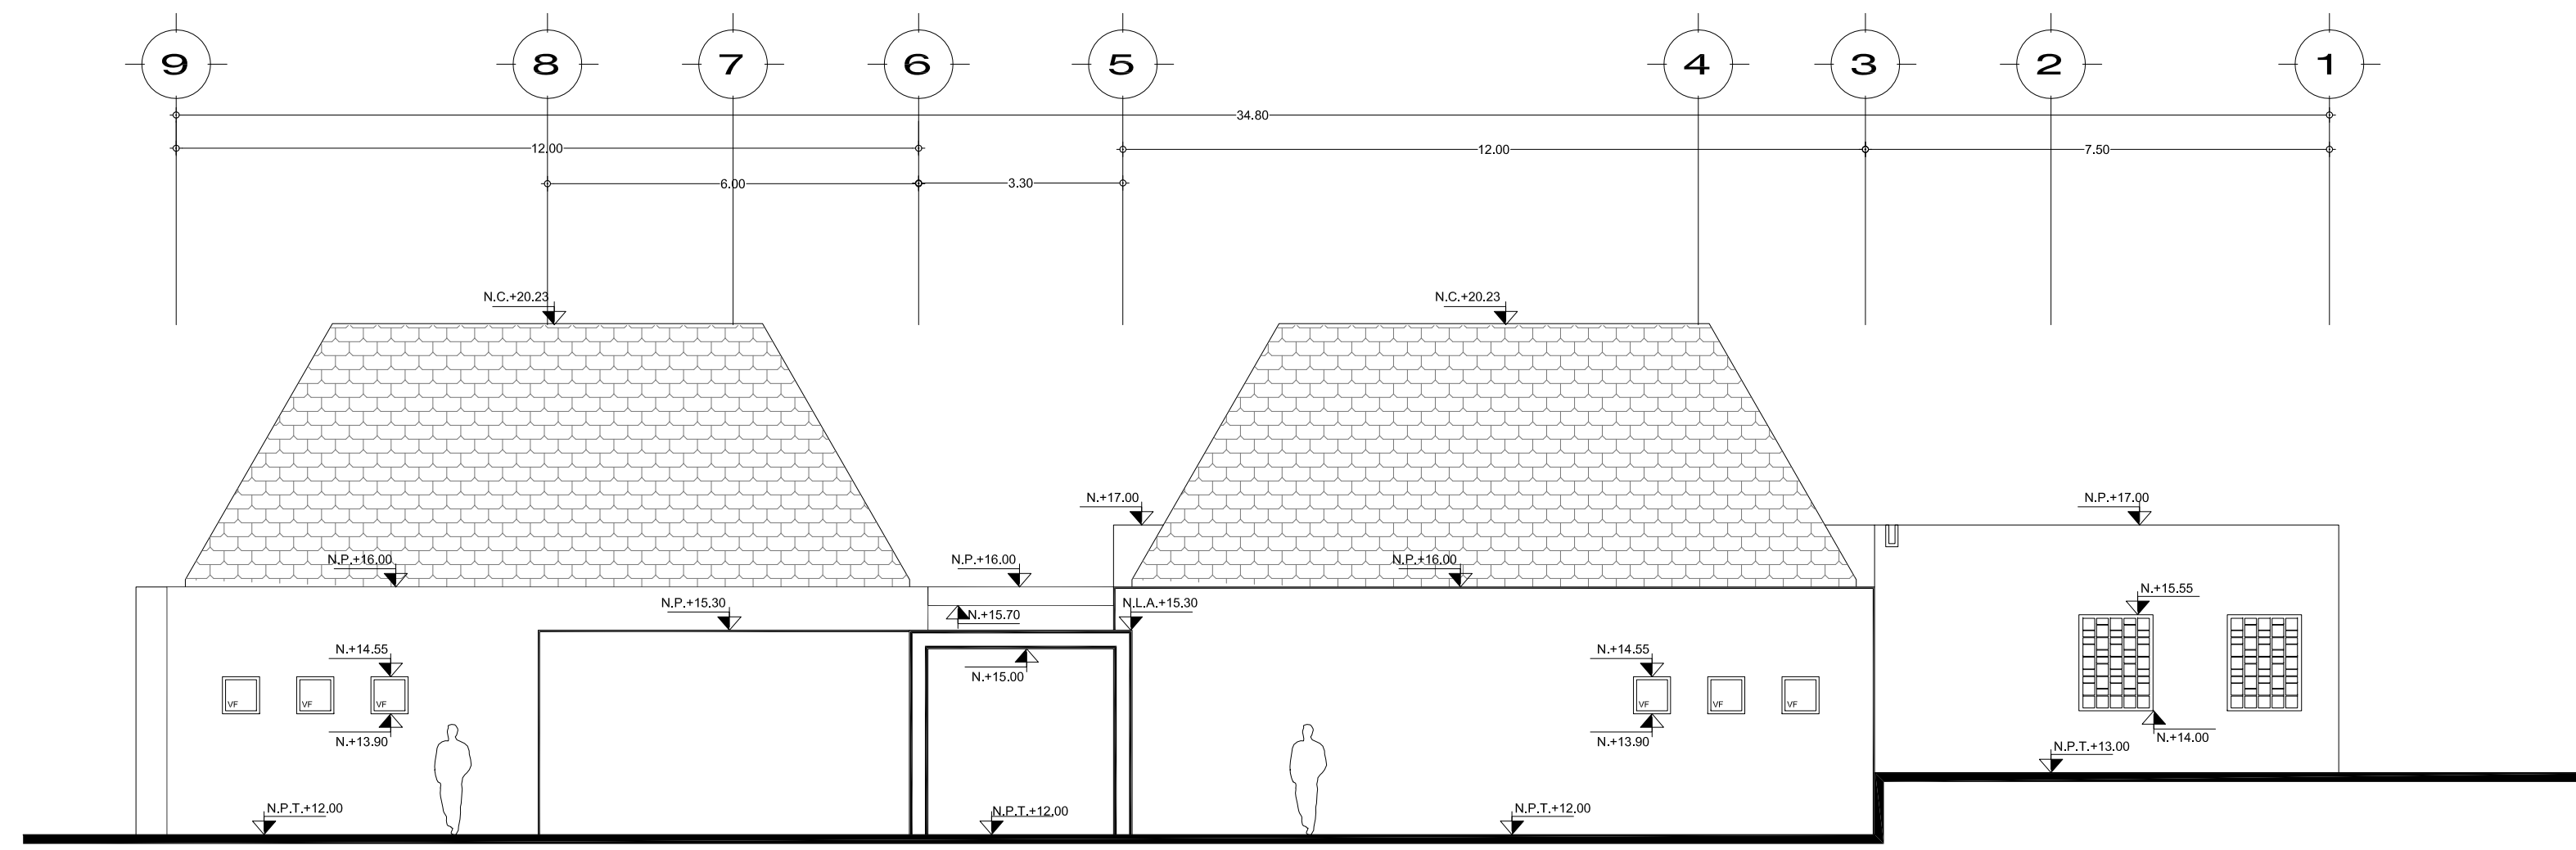 9 8 7 6 5 4 3 2 1
34.80
12.00 12.00 7.50
6.00 3.30
N.C.+20.23 N.C.+20.23
N.+17.00 N.P.+17.00
N.P.+16.00 N.P.+16.00 N.P.+16.00
N.+15.55
N.P.+15.30 N.+15.70 N.L.A.+15.30
N.+14.55 N.+14.55
N.+15.00
VF VF VF VF VF VF
N.+13.90 N.+13.90 N.+14.00
N.P.T.+13.00
N.P.T.+12.00 N.P.T.+12.00 N.P.T.+12.00